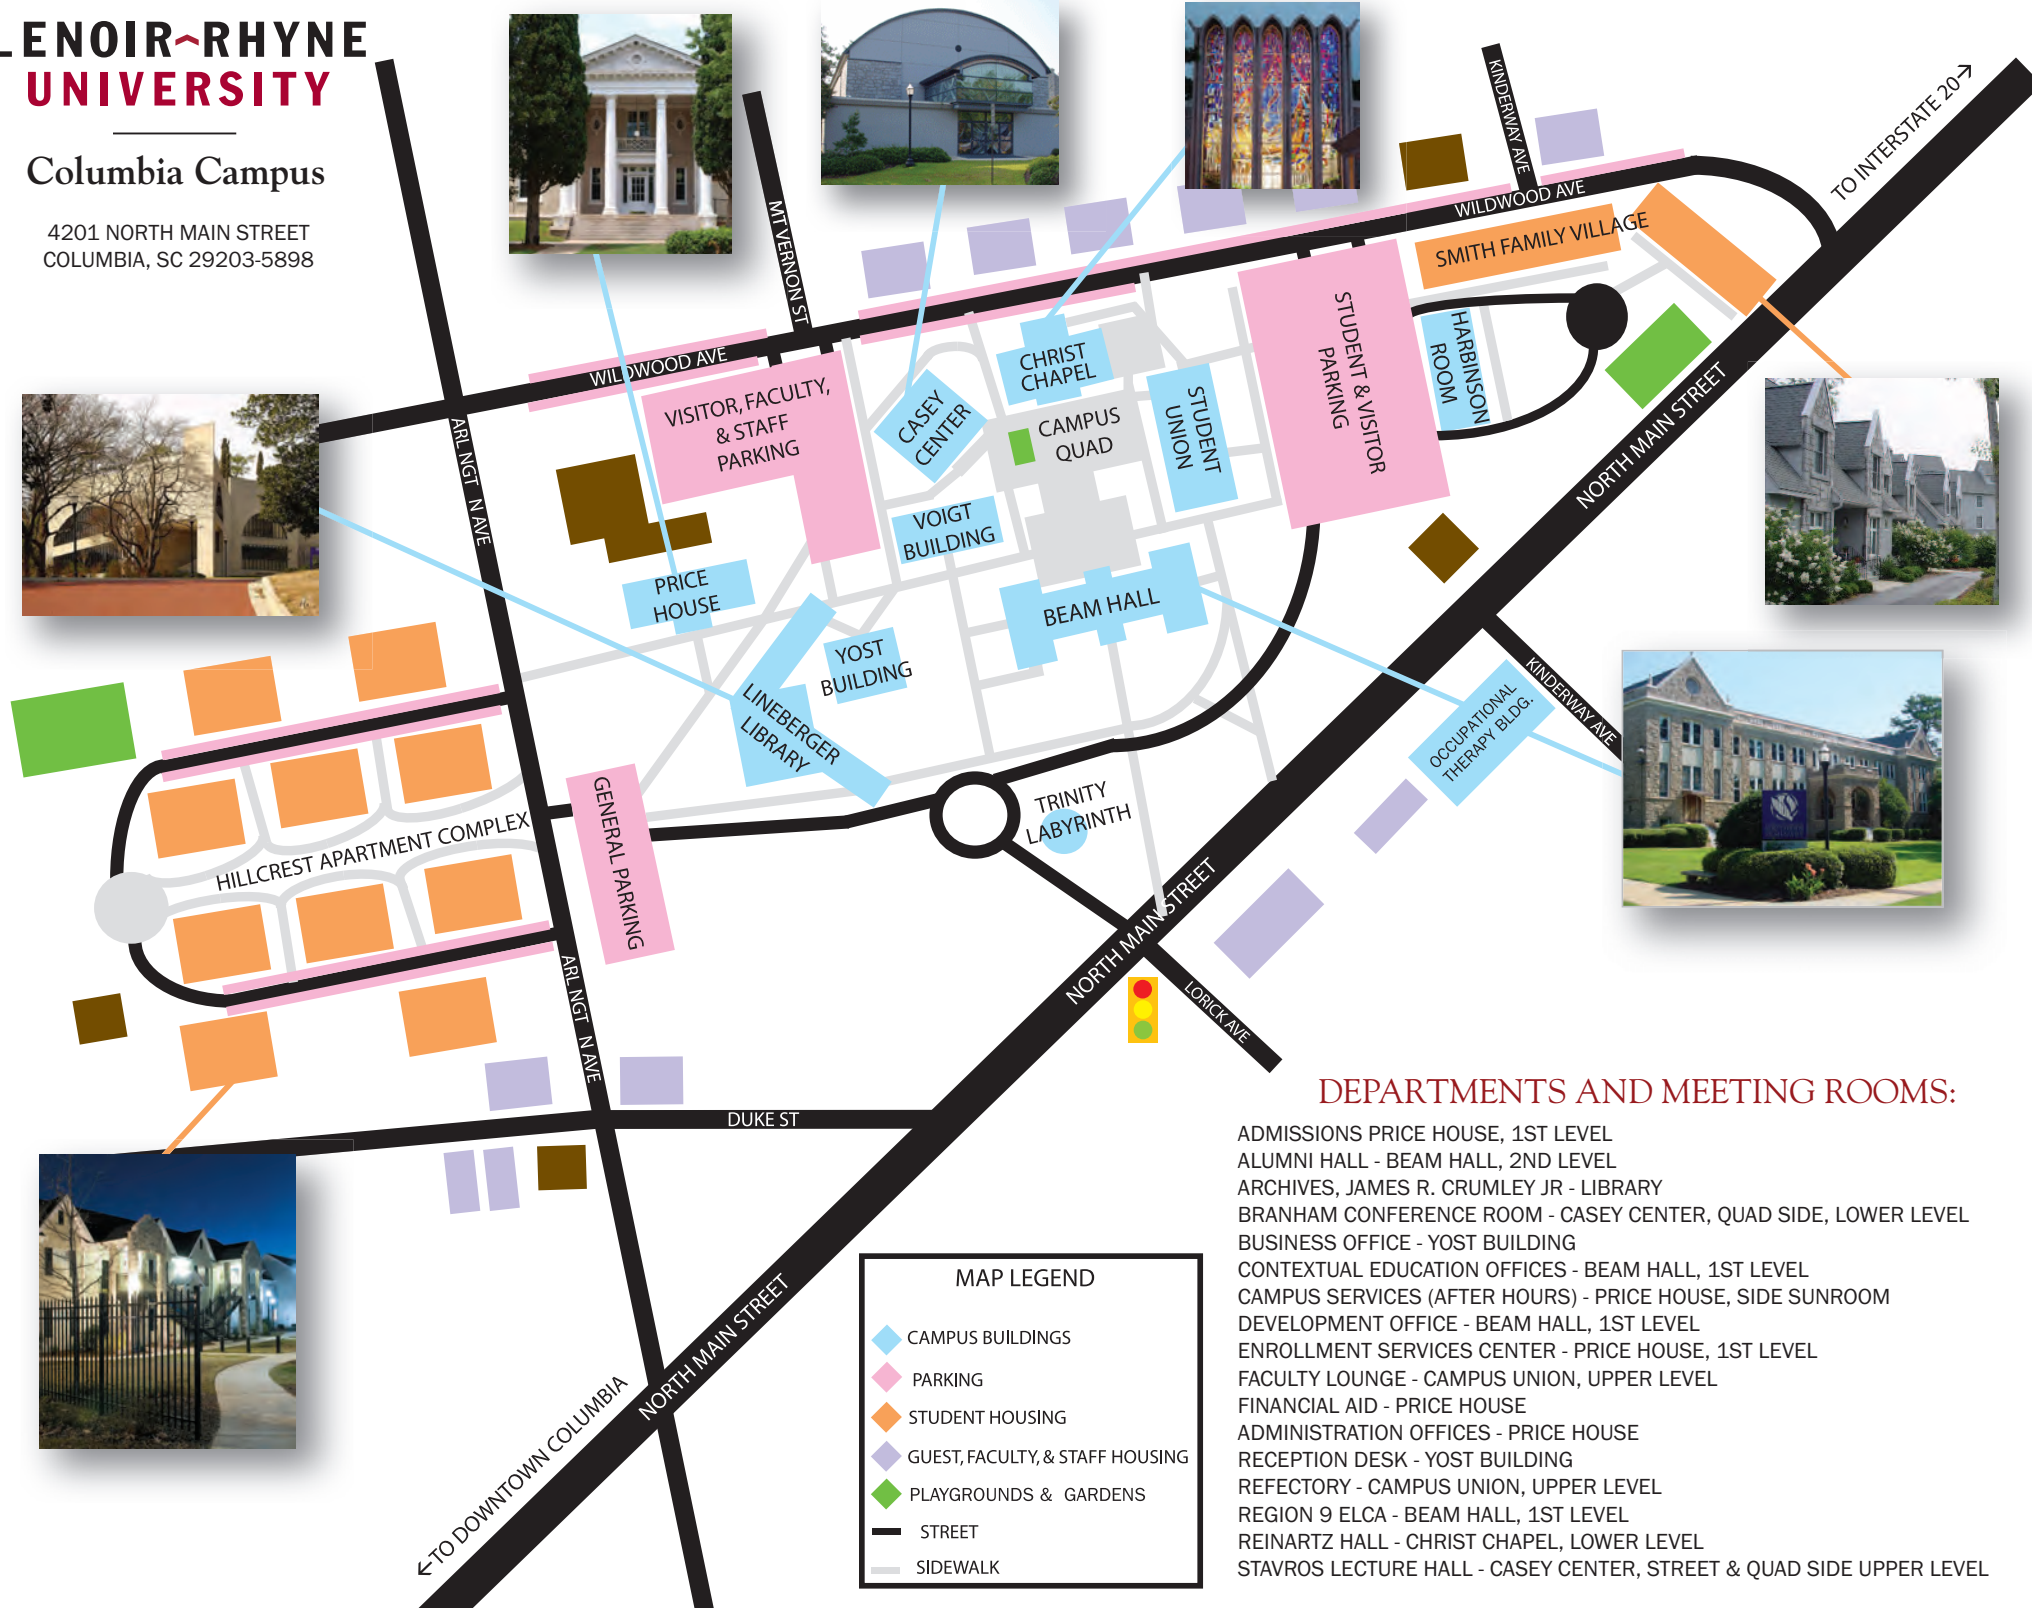 LENOIR-RHYNE
UNIVERSITY
Columbia Campus
4201 NORTH MAIN STREET
COLUMBIA, SC 29203-5898
MT VERNON ST
KINDERWAY AVE
TO INTERSTATE 20→
WILDWOOD AVE
SMITH FAMILY VILLAGE
WILDWOOD AVE
STUDENT & VISITOR
PARKING
HARBINSON
ROOM
CHRIST
CHAPEL
VISITOR, FACULTY,
& STAFF
PARKING
CASEY
CENTER
CAMPUS
QUAD
STUDENT
UNION
NORTH MAIN STREET
ARL NGT N AVE
VOIGT
BUILDING
PRICE
HOUSE
BEAM HALL
YOST
BUILDING
LINEBERGER
LIBRARY
KINDERWAY AVE
OCCUPATIONAL
THERAPY BLDG.
GENERAL PARKING
TRINITY
LABYRINTH
HILLCREST APARTMENT COMPLEX
NORTH MAIN STREET
LORICK AVE
ARL NGT N AVE
DUKE ST
NORTH MAIN STREET
←TO DOWNTOWN COLUMBIA
MAP LEGEND
CAMPUS BUILDINGS
PARKING
STUDENT HOUSING
GUEST, FACULTY, & STAFF HOUSING
PLAYGROUNDS & GARDENS
STREET
SIDEWALK
DEPARTMENTS AND MEETING ROOMS:
ADMISSIONS PRICE HOUSE, 1ST LEVEL
ALUMNI HALL - BEAM HALL, 2ND LEVEL
ARCHIVES, JAMES R. CRUMLEY JR - LIBRARY
BRANHAM CONFERENCE ROOM - CASEY CENTER, QUAD SIDE, LOWER LEVEL
BUSINESS OFFICE - YOST BUILDING
CONTEXTUAL EDUCATION OFFICES - BEAM HALL, 1ST LEVEL
CAMPUS SERVICES (AFTER HOURS) - PRICE HOUSE, SIDE SUNROOM
DEVELOPMENT OFFICE - BEAM HALL, 1ST LEVEL
ENROLLMENT SERVICES CENTER - PRICE HOUSE, 1ST LEVEL
FACULTY LOUNGE - CAMPUS UNION, UPPER LEVEL
FINANCIAL AID - PRICE HOUSE
ADMINISTRATION OFFICES - PRICE HOUSE
RECEPTION DESK - YOST BUILDING
REFECTORY - CAMPUS UNION, UPPER LEVEL
REGION 9 ELCA - BEAM HALL, 1ST LEVEL
REINARTZ HALL - CHRIST CHAPEL, LOWER LEVEL
STAVROS LECTURE HALL - CASEY CENTER, STREET & QUAD SIDE UPPER LEVEL